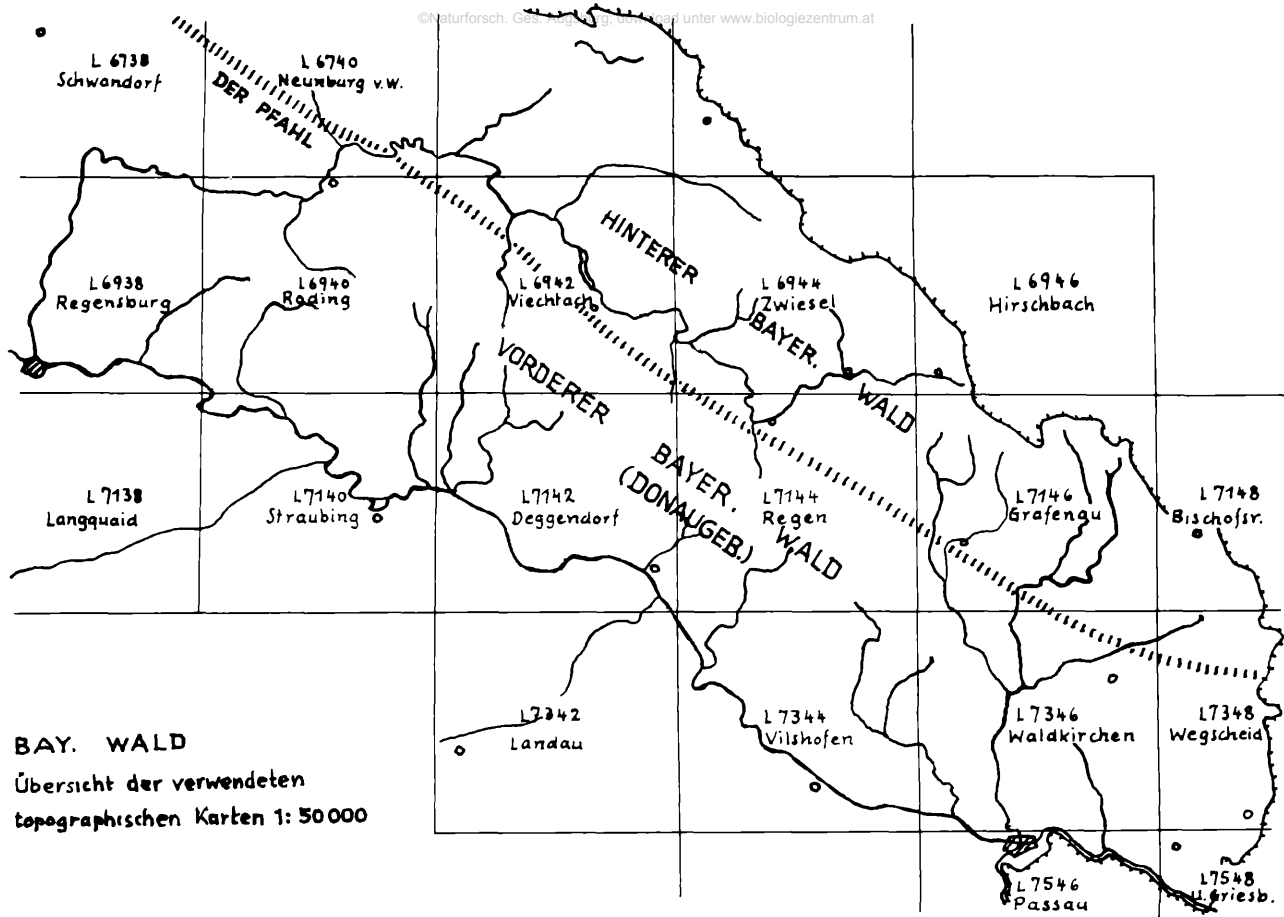 ©Naturforsch. Ges. Augsburg; download unter www.biologiezentrum.at
L 6738
Schwandorf
L 6740
Neunburg v.W.
DER PFAHL
L 6938
Regensburg
L 6940
Roding
L 6942
Viechtach
HINTERER
BAYER.
WALD
L 6944
Zwiesel
L 6946
Hirschbach
VORDERER
BAYER.
WALD
(DONAUGEB.)
L 7138
Langquaid
L 7140
Straubing
L 7142
Deggendorf
L 7144
Regen
L 7146
Grafenau
L 7148
Bischofsr.
L 7342
Landau
L 7344
Vilshofen
L 7346
Waldkirchen
L 7348
Wegscheid
L 7546
Passau
L 7548
U.Griesb.
BAY. WALD
Übersicht der verwendeten
topographischen Karten 1: 50 000